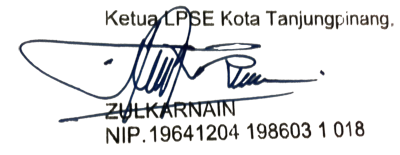 Ketua LPSE Kota Tanjungpinang,
ZULKARNAIN
NIP.19641204 198603 1 018